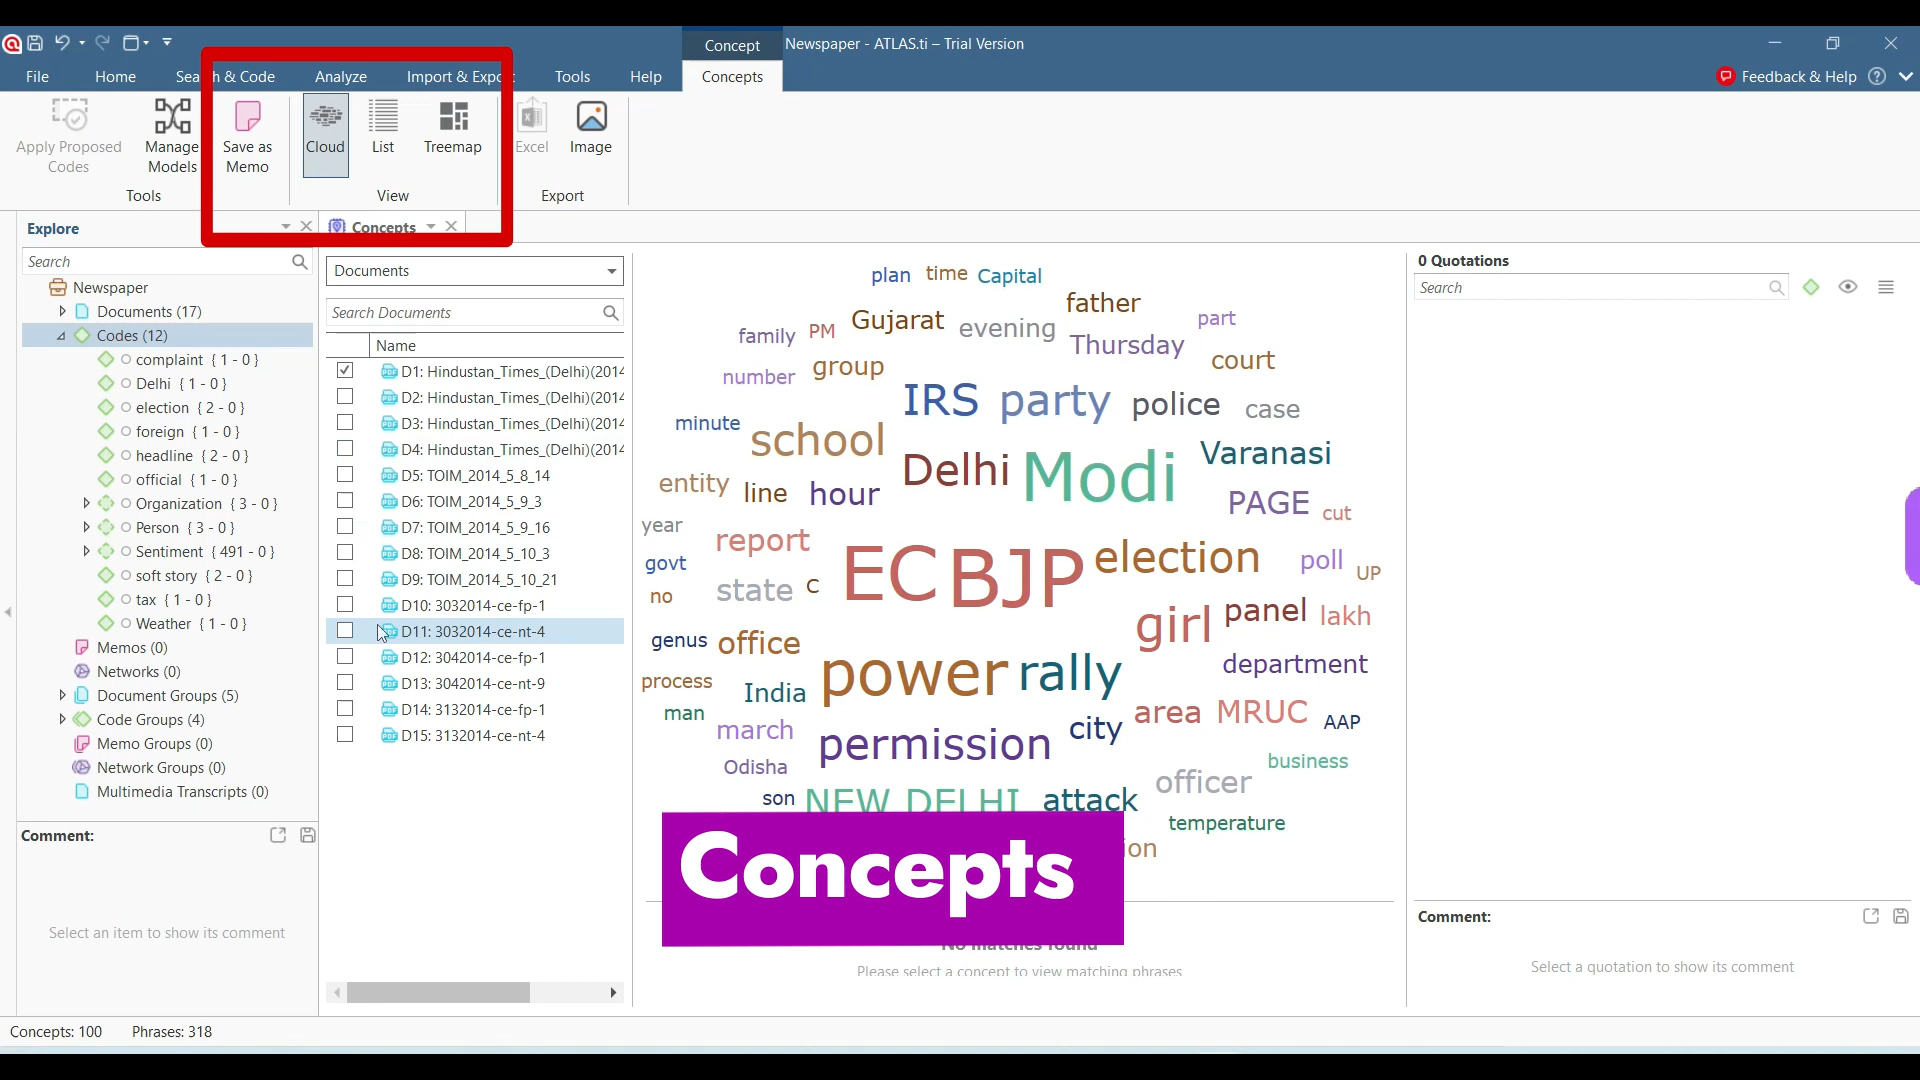 Concept
Newspaper - ATLAS.ti – Trial Version
File
Home
Search & Code
Analyze
Import & Export
Tools
Help
Concepts
Feedback & Help
Apply Proposed
Codes
Manage
Models
Save as
Memo
Cloud
List
Treemap
Excel
Image
Tools
View
Export
Explore
Search
Newspaper
Documents (17)
Codes (12)
complaint { 1 - 0 }
Delhi { 1 - 0 }
election { 2 - 0 }
foreign { 1 - 0 }
headline { 2 - 0 }
official { 1 - 0 }
Organization { 3 - 0 }
Person { 3 - 0 }
Sentiment { 491 - 0 }
soft story { 2 - 0 }
tax { 1 - 0 }
Weather { 1 - 0 }
Memos (0)
Networks (0)
Document Groups (5)
Code Groups (4)
Memo Groups (0)
Network Groups (0)
Multimedia Transcripts (0)
Comment:
Select an item to show its comment
Concepts
Documents
Search Documents
Name
D1: Hindustan_Times_(Delhi)(2014
D2: Hindustan_Times_(Delhi)(2014
D3: Hindustan_Times_(Delhi)(2014
D4: Hindustan_Times_(Delhi)(2014
D5: TOIM_2014_5_8_14
D6: TOIM_2014_5_9_3
D7: TOIM_2014_5_9_16
D8: TOIM_2014_5_10_3
D9: TOIM_2014_5_10_21
D10: 3032014-ce-fp-1
D11: 3032014-ce-nt-4
D12: 3042014-ce-fp-1
D13: 3042014-ce-nt-9
D14: 3132014-ce-fp-1
D15: 3132014-ce-nt-4
plan time Capital
father
Gujarat evening
part
family PM
Thursday
group
court
number
IRS party police case
minute
school
Varanasi
Delhi Modi
entity line hour
PAGE cut
year
report
govt
EC BJP election poll UP
state c
no
girl panel lakh
genus office
department
power rally
process
India
man
area MRUC AAP
march
permission city
business
Odisha
officer
son NEW DELHI attack
temperature
ion
Concepts
No matches found
Please select a concept to view matching phrases
0 Quotations
Search
Comment:
Select a quotation to show its comment
Concepts: 100
Phrases: 318